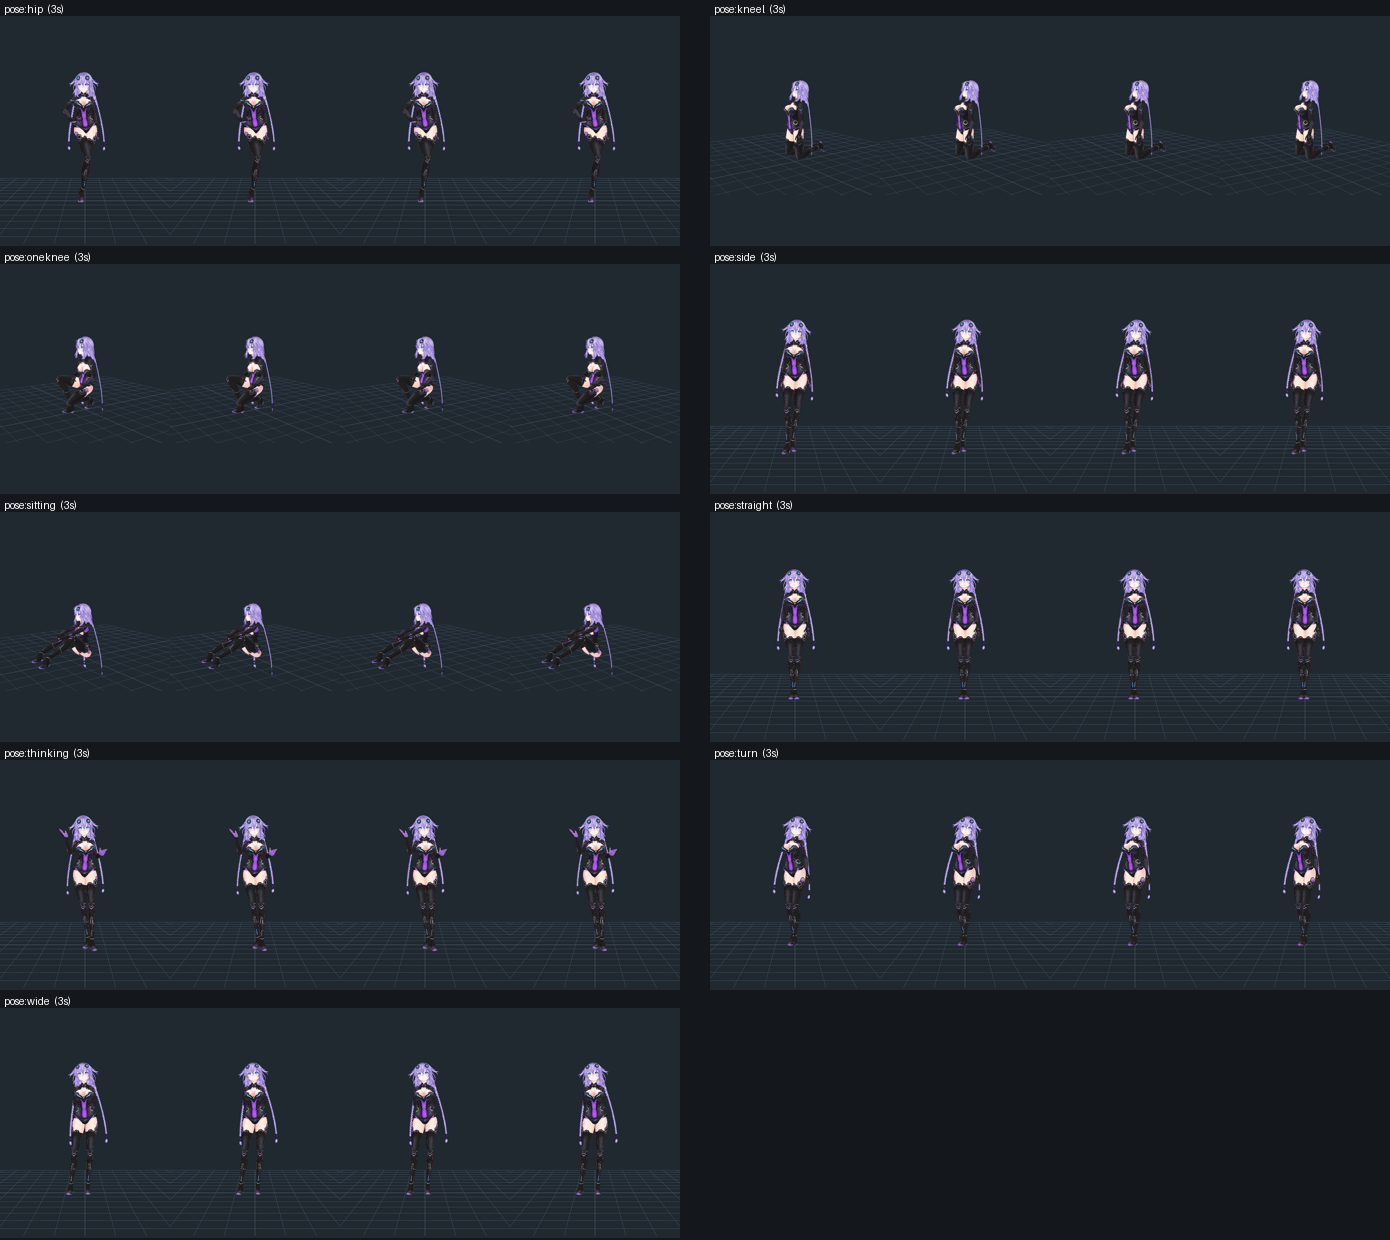 pose:hip (3s)
pose:kneel (3s)
pose:oneknee (3s)
pose:side (3s)
pose:sitting (3s)
pose:straight (3s)
pose:thinking (3s)
pose:turn (3s)
pose:wide (3s)